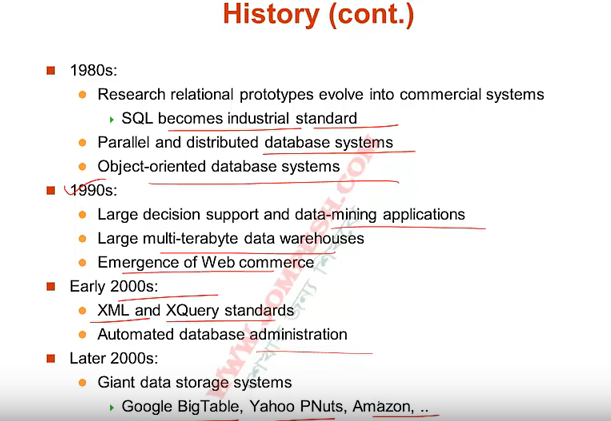 History (cont.)
1980s:
Research relational prototypes evolve into commercial systems
SQL becomes industrial standard
Parallel and distributed database systems
Object-oriented database systems
1990s:
Large decision support and data-mining applications
Large multi-terabyte data warehouses
Emergence of Web commerce
Early 2000s:
XML and XQuery standards
Automated database administration
Later 2000s:
Giant data storage systems
Google BigTable, Yahoo PNuts, Amazon, ..